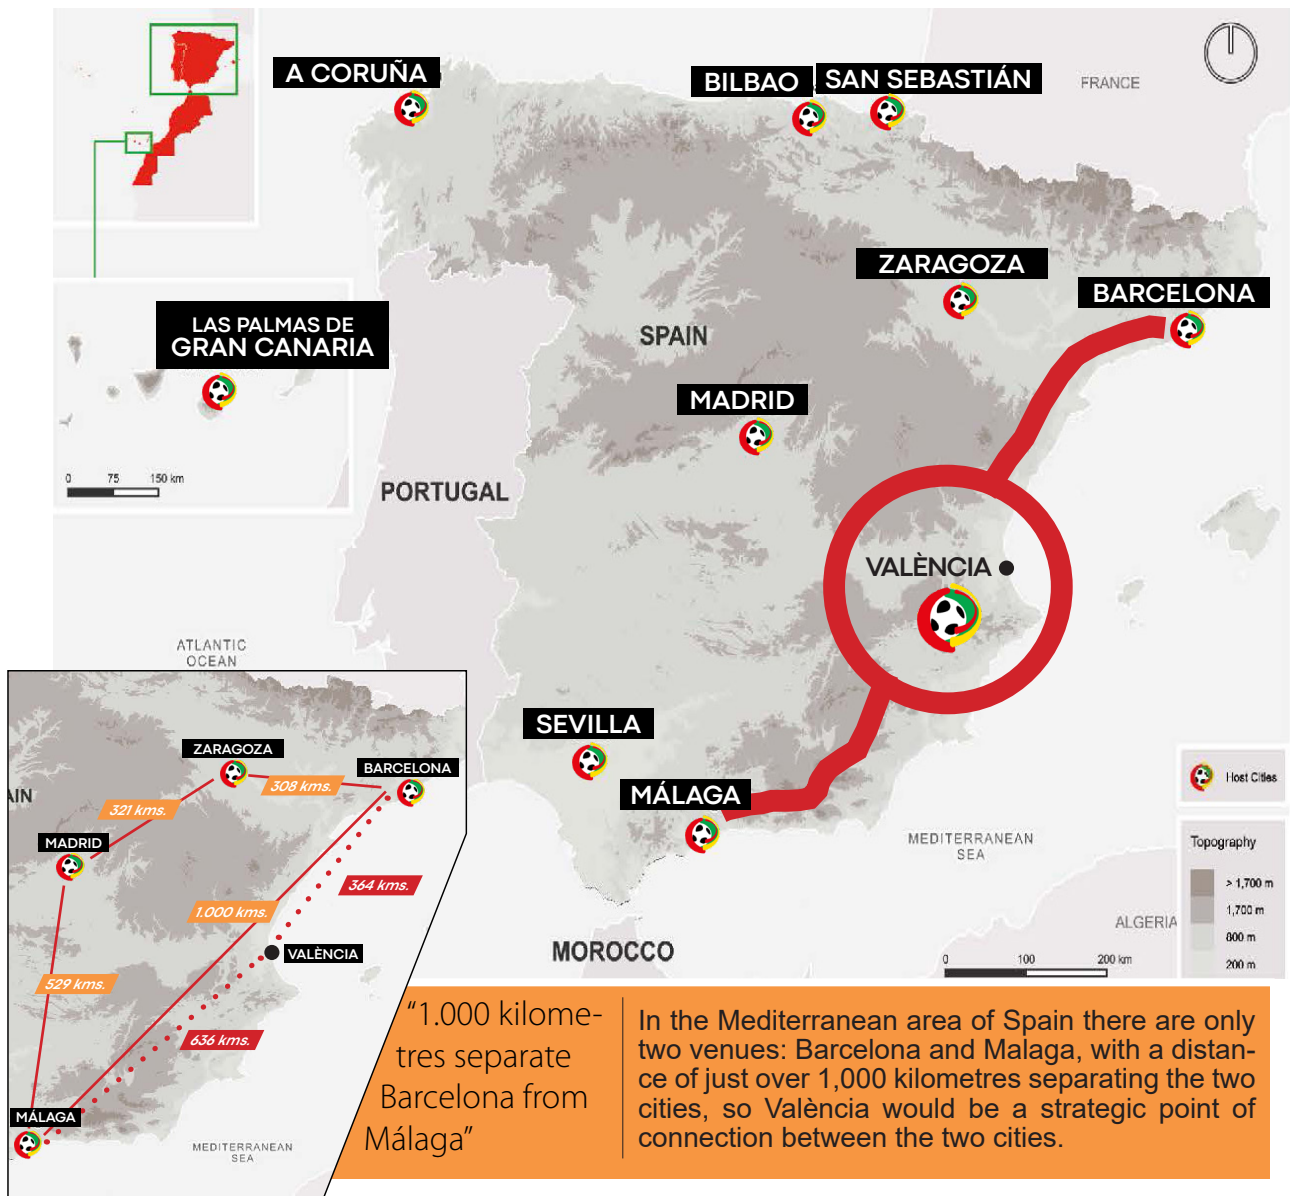 A CORUÑA
BILBAO
SAN SEBASTIÁN
FRANCE
ZARAGOZA
BARCELONA
LAS PALMAS DE
GRAN CANARIA
SPAIN
MADRID
0 75 150 km
PORTUGAL
VALÈNCIA
ATLANTIC
OCEAN
SEVILLA
MÁLAGA
Host Cities
MEDITERRANEAN
SEA
Topography
> 1,700 m
1,700 m
800 m
200 m
ALGERIA
MOROCCO
0 100 200 km
ZARAGOZA
BARCELONA
308 kms.
AIN
321 kms.
MADRID
364 kms.
1.000 kms.
VALÈNCIA
529 kms.
636 kms.
MÁLAGA
MEDITERRANEAN
SEA
“1.000 kilome-
tres separate
Barcelona from
Málaga”
In the Mediterranean area of Spain there are only
two venues: Barcelona and Malaga, with a distan-
ce of just over 1,000 kilometres separating the two
cities, so València would be a strategic point of
connection between the two cities.